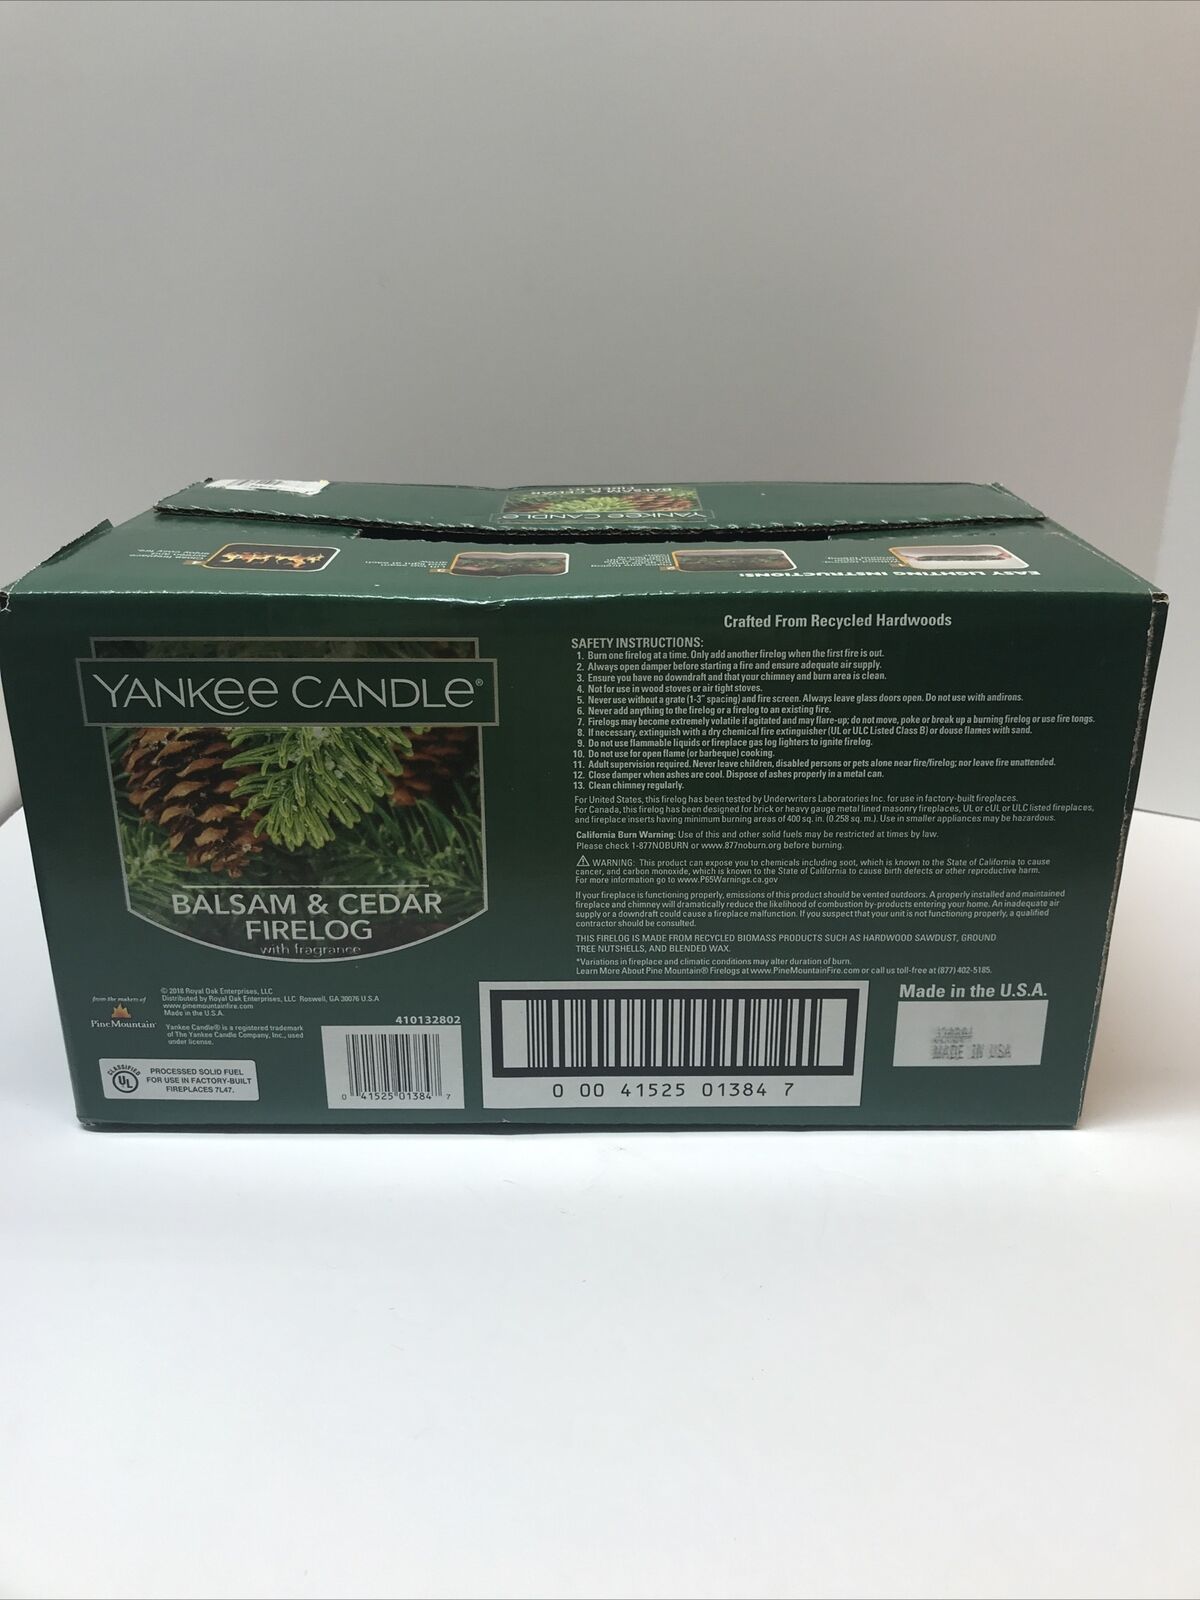 BALSAM & CEDAR
YANKEE CANDLE
EASY LIGHTING INSTRUCTIONS:
YANKEE CANDLE®
BALSAM & CEDAR
FIRELOG
with fragrance
from the makers of
Pine Mountain®
© 2018 Royal Oak Enterprises, LLC
Distributed by Royal Oak Enterprises, LLC Roswell, GA 30076 U.S.A
www.pinemountainfire.com
Made in the U.S.A.
Yankee Candle® is a registered trademark
of The Yankee Candle Company, Inc., used
under license.
CLASSIFIED
UL
PROCESSED SOLID FUEL
FOR USE IN FACTORY-BUILT
FIREPLACES 7L47.
410132802
0 41525 01384 7
Crafted From Recycled Hardwoods
SAFETY INSTRUCTIONS:
1. Burn one firelog at a time. Only add another firelog when the first fire is out.
2. Always open damper before starting a fire and ensure adequate air supply.
3. Ensure you have no downdraft and that your chimney and burn area is clean.
4. Not for use in wood stoves or air tight stoves.
5. Never use without a grate (1-3" spacing) and fire screen. Always leave glass doors open. Do not use with andirons.
6. Never add anything to the firelog or a firelog to an existing fire.
7. Firelogs may become extremely volatile if agitated and may flare-up; do not move, poke or break up a burning firelog or use fire tongs.
8. If necessary, extinguish with a dry chemical fire extinguisher (UL or ULC Listed Class B) or douse flames with sand.
9. Do not use flammable liquids or fireplace gas log lighters to ignite firelog.
10. Do not use for open flame (or barbeque) cooking.
11. Adult supervision required. Never leave children, disabled persons or pets alone near fire/firelog; nor leave fire unattended.
12. Close damper when ashes are cool. Dispose of ashes properly in a metal can.
13. Clean chimney regularly.
For United States, this firelog has been tested by Underwriters Laboratories Inc. for use in factory-built fireplaces.
For Canada, this firelog has been designed for brick or heavy gauge metal lined masonry fireplaces, UL or cUL or ULC listed fireplaces,
and fireplace inserts having minimum burning areas of 400 sq. in. (0.258 sq. m.). Use in smaller appliances may be hazardous.
California Burn Warning: Use of this and other solid fuels may be restricted at times by law.
Please check 1-877NOBURN or www.877noburn.org before burning.
WARNING: This product can expose you to chemicals including soot, which is known to the State of California to cause
cancer, and carbon monoxide, which is known to the State of California to cause birth defects or other reproductive harm.
For more information go to www.P65Warnings.ca.gov
If your fireplace is functioning properly, emissions of this product should be vented outdoors. A properly installed and maintained
fireplace and chimney will dramatically reduce the likelihood of combustion by-products entering your home. An inadequate air
supply or a downdraft could cause a fireplace malfunction. If you suspect that your unit is not functioning properly, a qualified
contractor should be consulted.
THIS FIRELOG IS MADE FROM RECYCLED BIOMASS PRODUCTS SUCH AS HARDWOOD SAWDUST, GROUND
TREE NUTSHELLS, AND BLENDED WAX.
*Variations in fireplace and climatic conditions may alter duration of burn.
Learn More About Pine Mountain® Firelogs at www.PineMountainFire.com or call us toll-free at (877) 402-5185.
0 00 41525 01384 7
Made in the U.S.A.
MADE IN USA